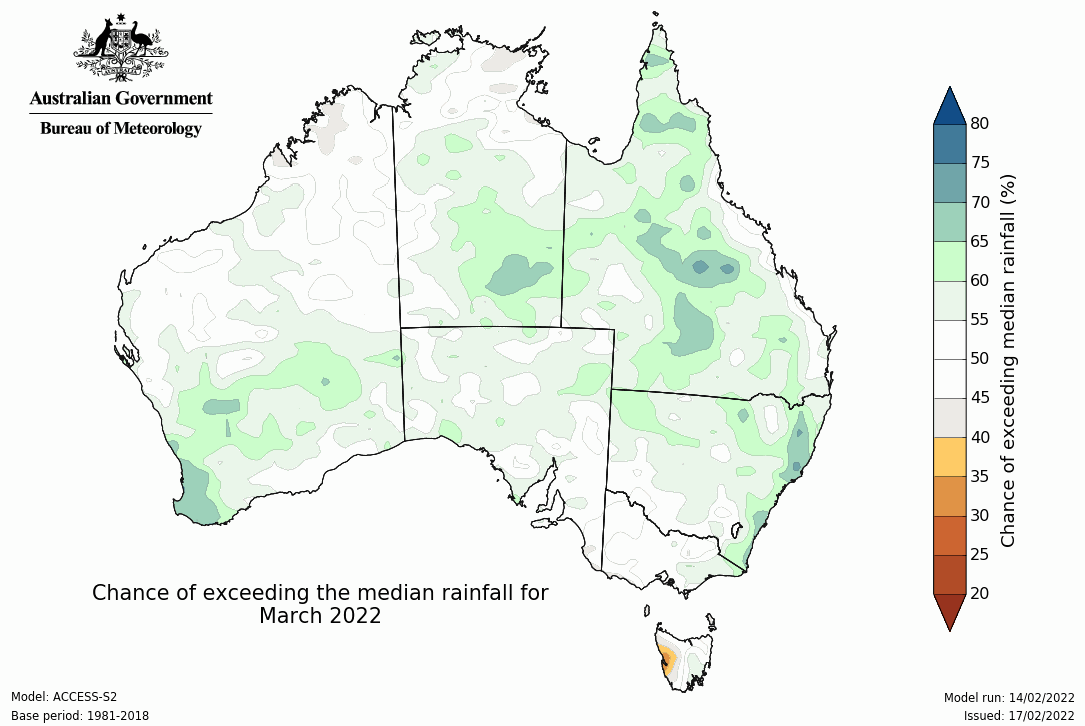 AUSTRALIA
Australian Government
Bureau of Meteorology
80
75
70
65
60
55
50
45
40
35
30
25
20
Chance of exceeding median rainfall (%)
Chance of exceeding the median rainfall for
March 2022
Model: ACCESS-S2
Base period: 1981-2018
Model run: 14/02/2022
Issued: 17/02/2022